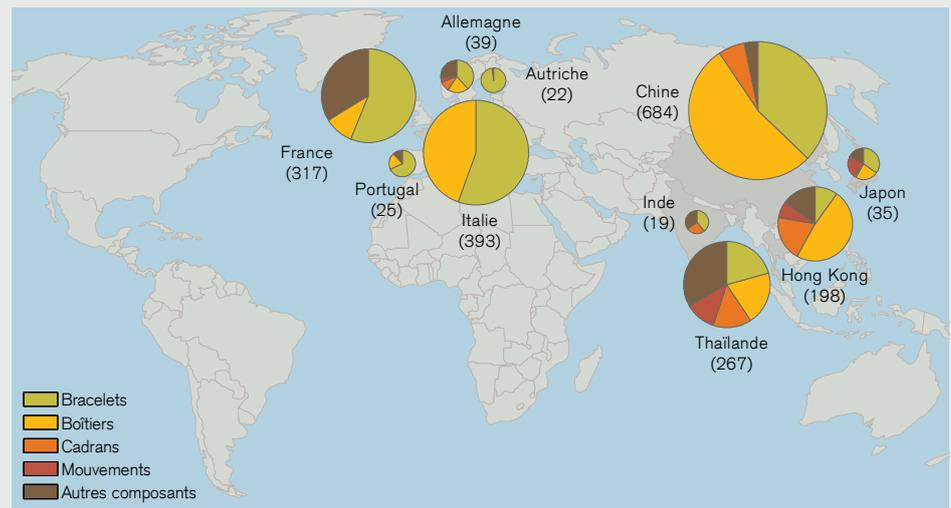 Allemagne
(39)
Autriche
(22)
Chine
(684)
France
(317)
Portugal
(25)
Italie
(393)
Inde
(19)
Japon
(35)
Hong Kong
(198)
Thaïlande
(267)
Bracelets
Boîtiers
Cadrans
Mouvements
Autres composants